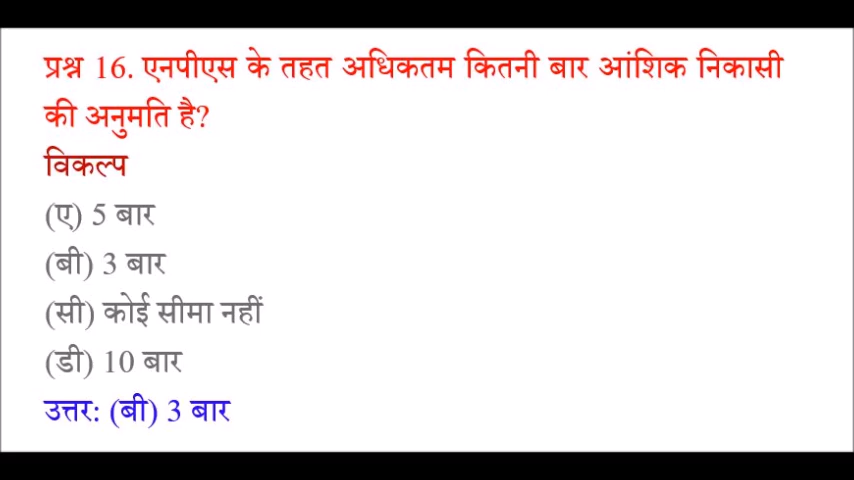 प्रश्न 16. एनपीएस के तहत अधिकतम कितनी बार आंशिक निकासी
की अनुमति है?
विकल्प
(ए) 5 बार
(बी) 3 बार
(सी) कोई सीमा नहीं
(डी) 10 बार
उत्तर: (बी) 3 बार